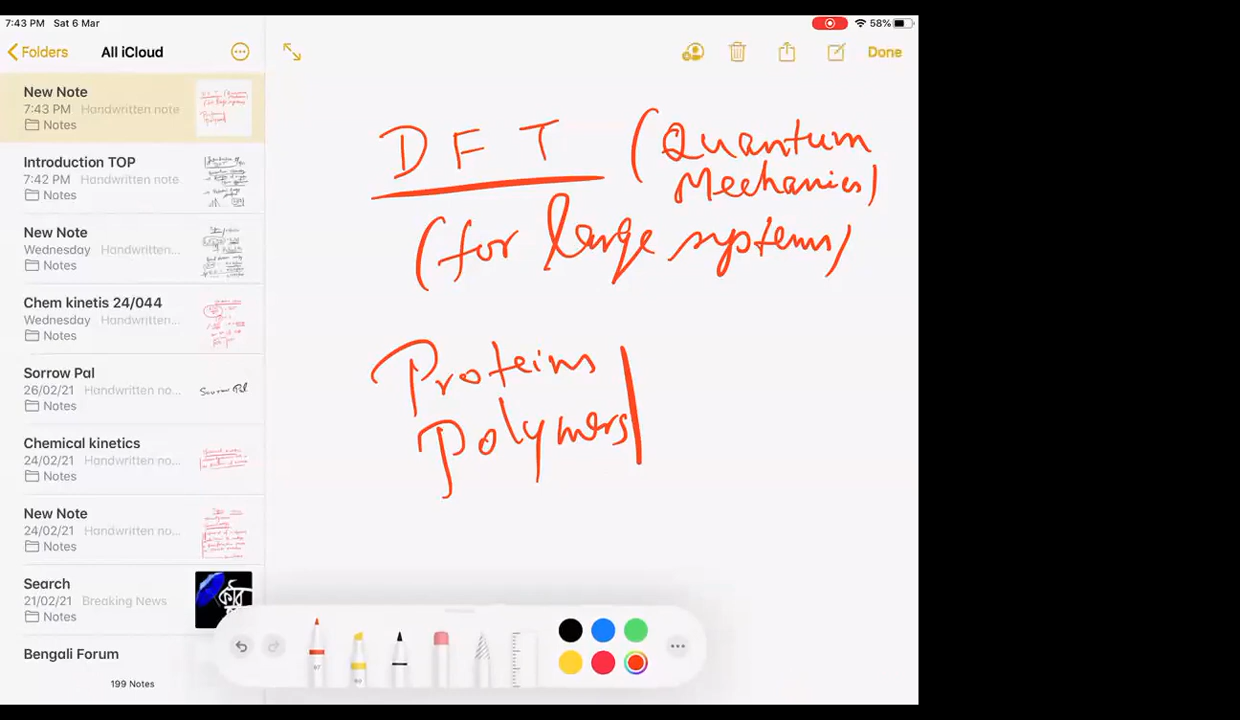 7:43 PM Sat 6 Mar
58%
Folders
All iCloud
Done
New Note
7:43 PM Handwritten note
Notes
Introduction TOP
7:42 PM Handwritten note
Notes
New Note
Wednesday Handwritten...
Notes
Chem kinetis 24/044
Wednesday Handwritten...
Notes
Sorrow Pal
26/02/21 Handwritten no...
Notes
Chemical kinetics
24/02/21 Handwritten no...
Notes
New Note
24/02/21 Handwritten no...
Notes
Search
21/02/21 Breaking News
Notes
Bengali Forum
199 Notes
DFT (Quantum
Mechanics)
(for large systems)
Proteins
Polymers